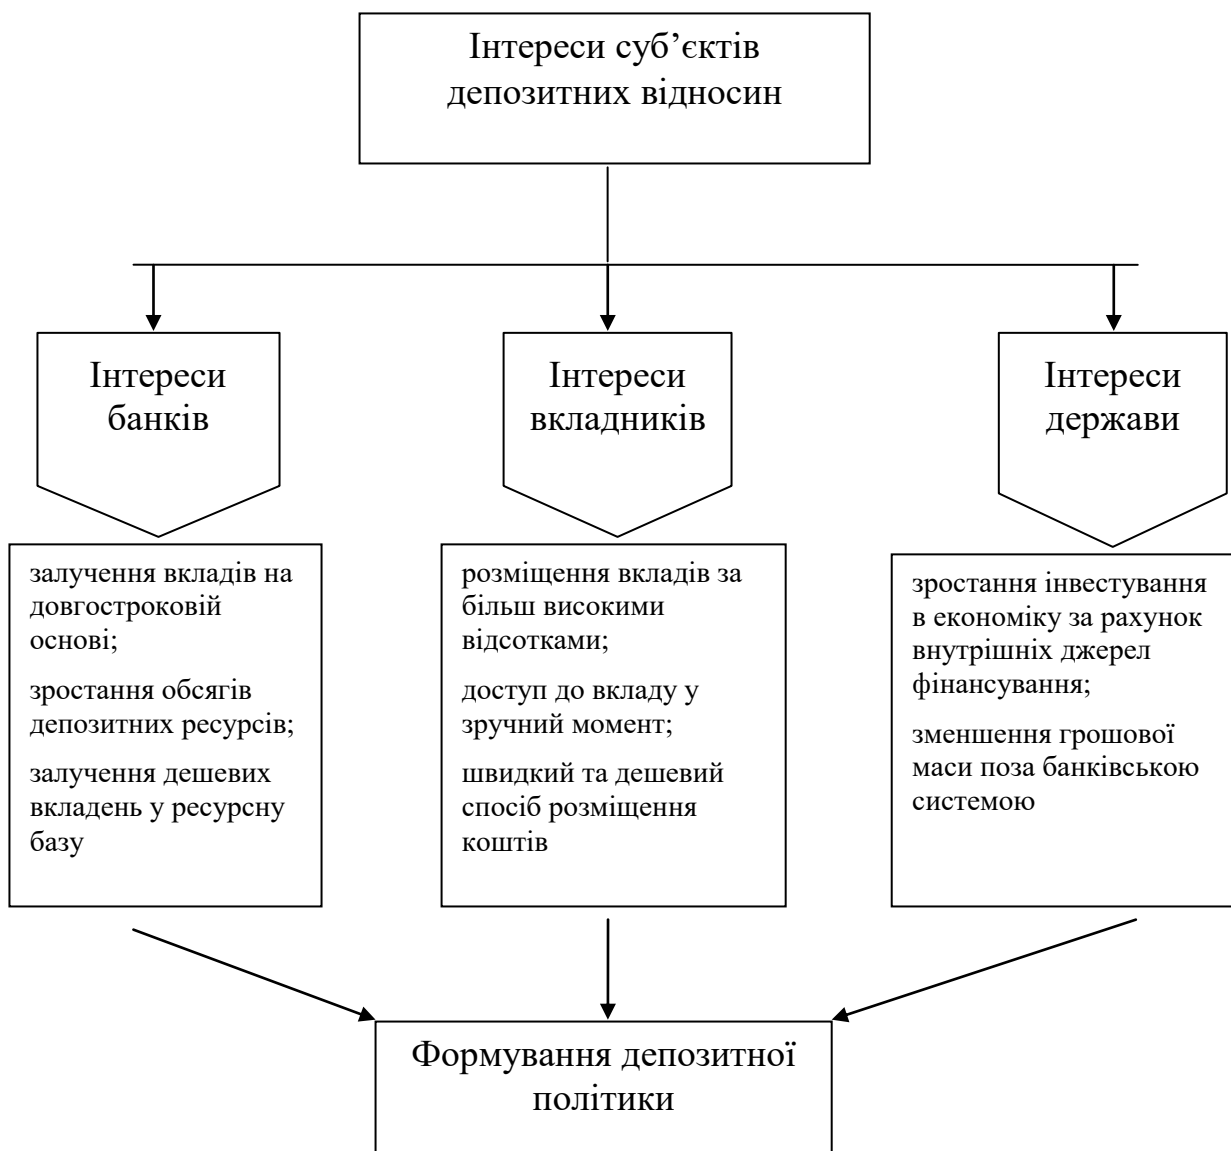 Інтереси суб’єктів
депозитних відносин
Інтереси
банків
Інтереси
вкладників
Інтереси
держави
залучення вкладів на
довгостроковій
основі;
зростання обсягів
депозитних ресурсів;
залучення дешевих
вкладень у ресурсну
базу
розміщення вкладів за
більш високими
відсотками;
доступ до вкладу у
зручний момент;
швидкий та дешевий
спосіб розміщення
коштів
зростання інвестування
в економіку за рахунок
внутрішніх джерел
фінансування;
зменшення грошової
маси поза банківською
системою
Формування депозитної
політики